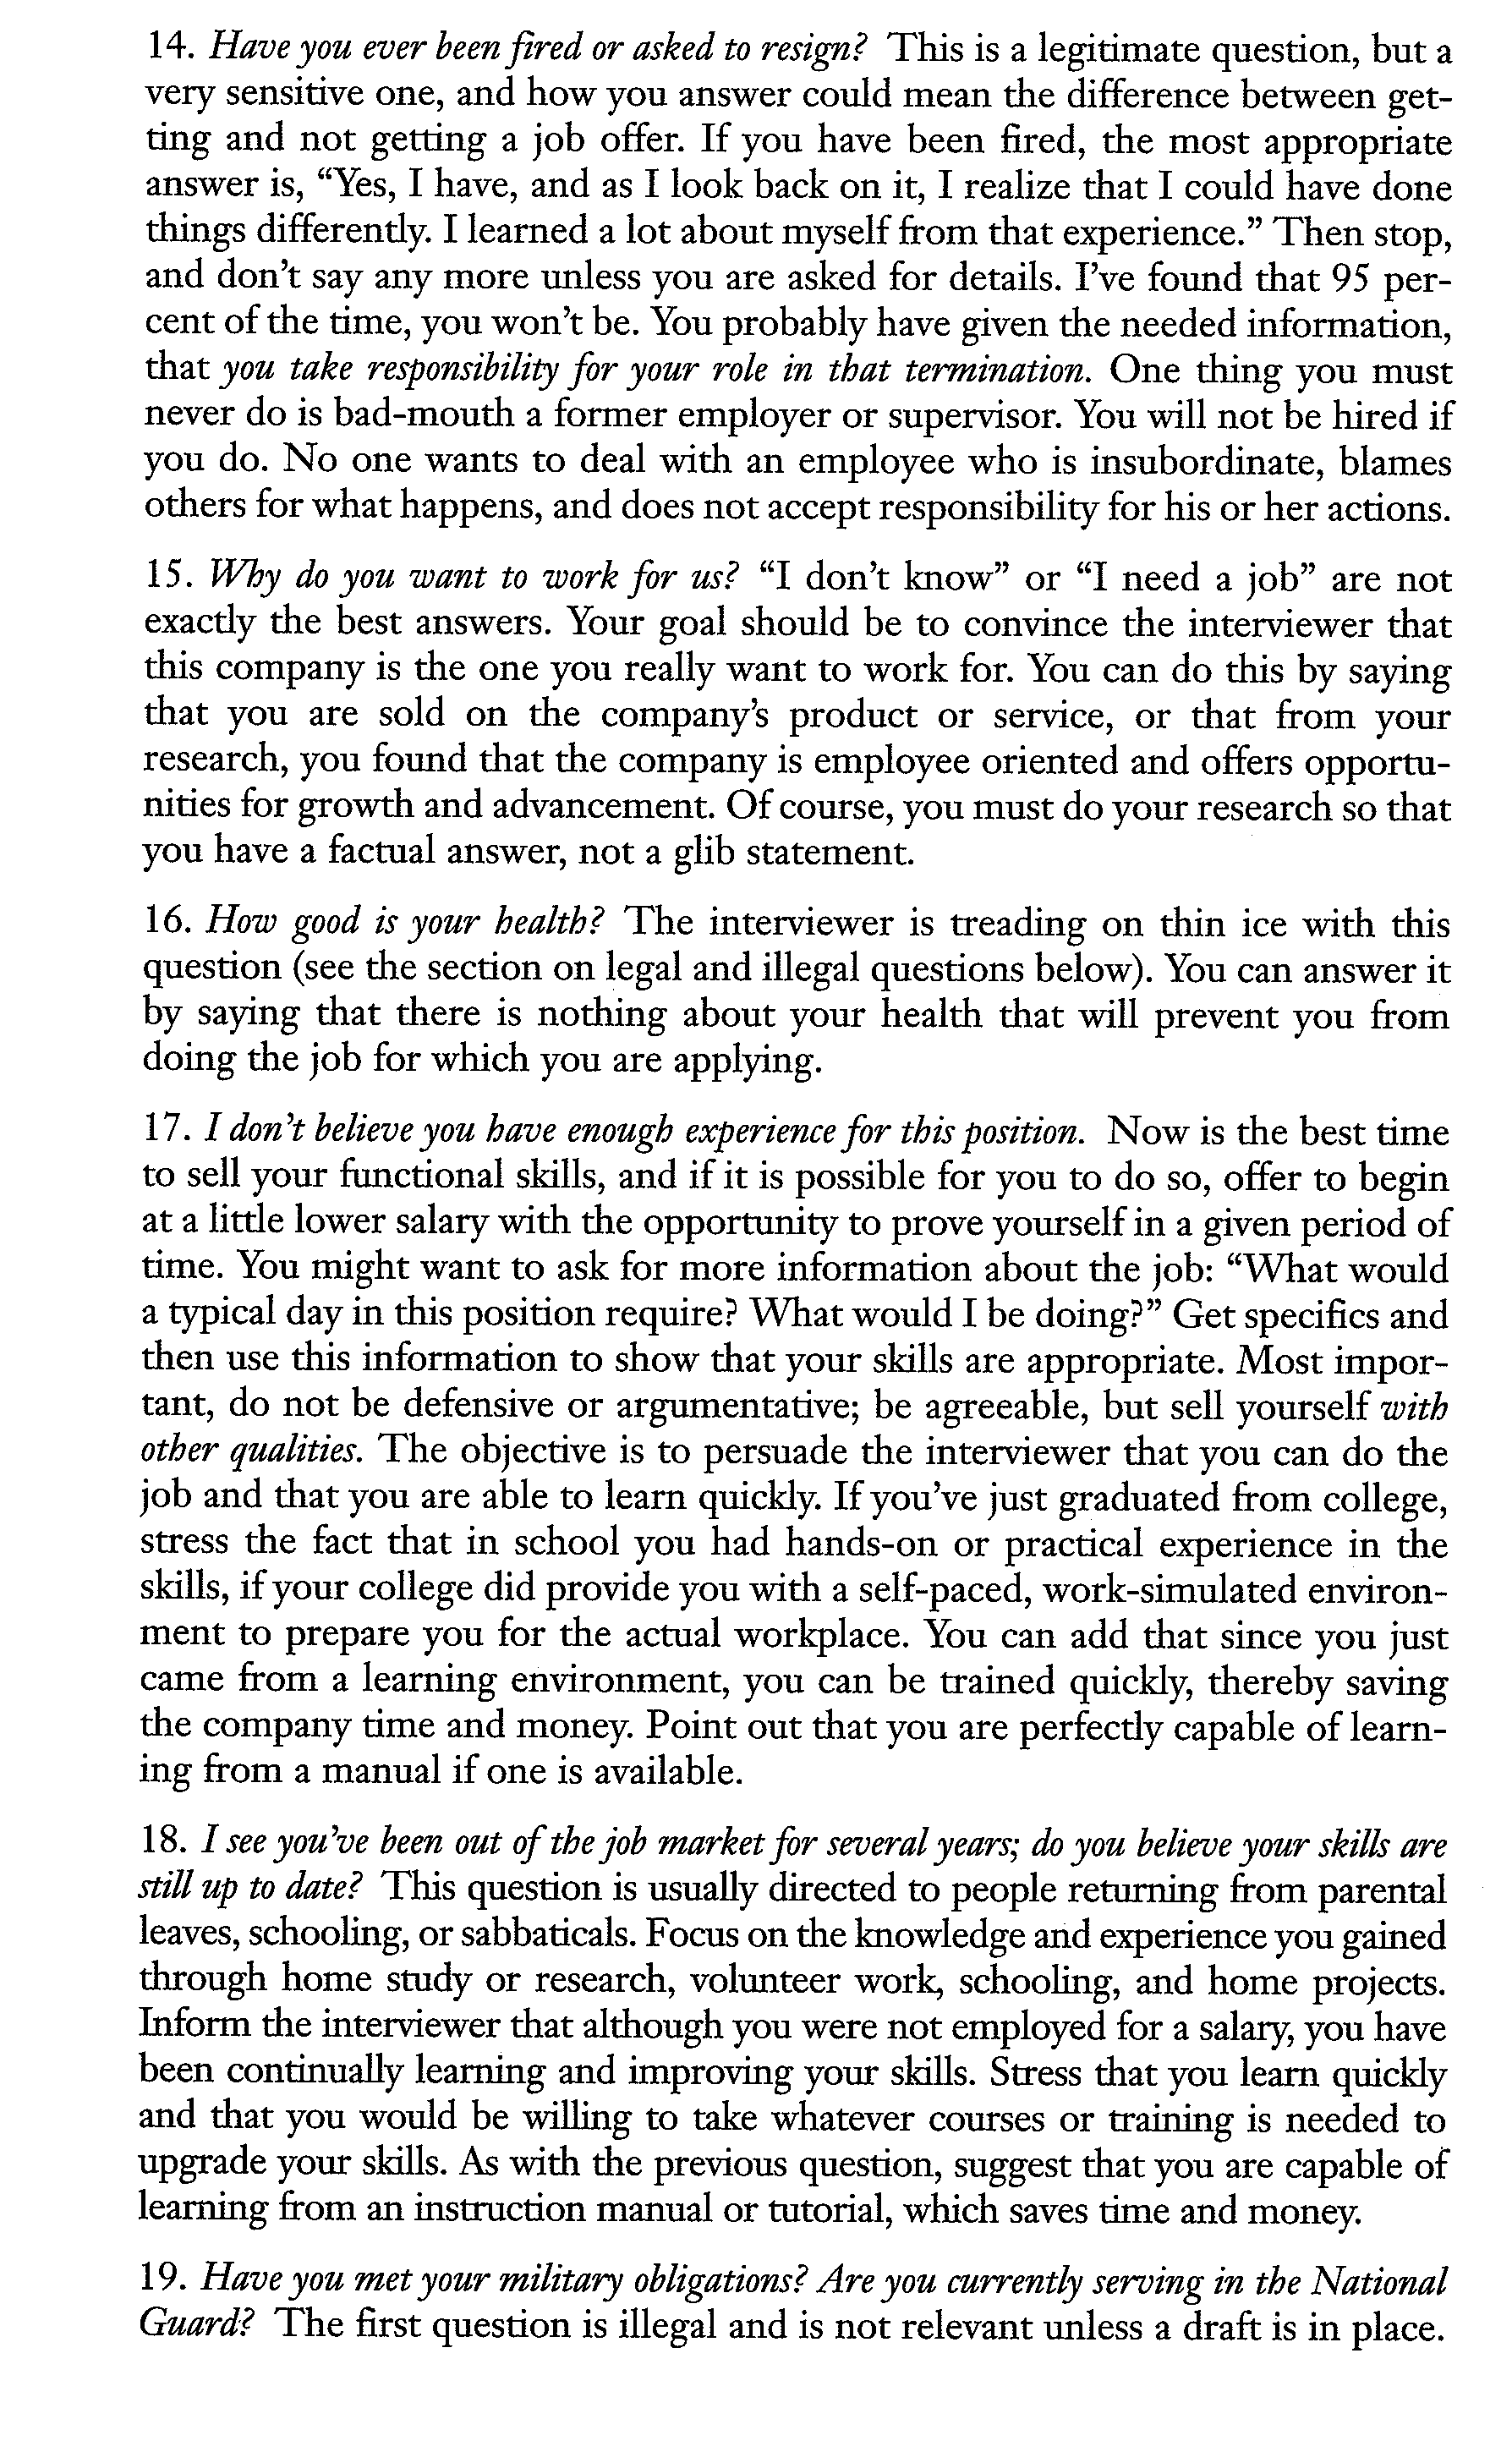 14. Have you ever been fired or asked to resign? This is a legitimate question, but a
very sensitive one, and how you answer could mean the difference between get-
ting and not getting a job offer. If you have been fired, the most appropriate
answer is, “Yes, I have, and as I look back on it, I realize that I could have done
things differently. I learned a lot about myself from that experience.” Then stop,
and don’t say any more unless you are asked for details. I’ve found that 95 per-
cent of the time, you won’t be. You probably have given the needed information,
that you take responsibility for your role in that termination. One thing you must
never do is bad-mouth a former employer or supervisor. You will not be hired if
you do. No one wants to deal with an employee who is insubordinate, blames
others for what happens, and does not accept responsibility for his or her actions.
15. Why do you want to work for us? “I don’t know” or “I need a job” are not
exactly the best answers. Your goal should be to convince the interviewer that
this company is the one you really want to work for. You can do this by saying
that you are sold on the company’s product or service, or that from your
research, you found that the company is employee oriented and offers opportu-
nities for growth and advancement. Of course, you must do your research so that
you have a factual answer, not a glib statement.
16. How good is your health? The interviewer is treading on thin ice with this
question (see the section on legal and illegal questions below). You can answer it
by saying that there is nothing about your health that will prevent you from
doing the job for which you are applying.
17. I don’t believe you have enough experience for this position. Now is the best time
to sell your functional skills, and if it is possible for you to do so, offer to begin
at a little lower salary with the opportunity to prove yourself in a given period of
time. You might want to ask for more information about the job: “What would
a typical day in this position require? What would I be doing?” Get specifics and
then use this information to show that your skills are appropriate. Most impor-
tant, do not be defensive or argumentative; be agreeable, but sell yourself with
other qualities. The objective is to persuade the interviewer that you can do the
job and that you are able to learn quickly. If you’ve just graduated from college,
stress the fact that in school you had hands-on or practical experience in the
skills, if your college did provide you with a self-paced, work-simulated environ-
ment to prepare you for the actual workplace. You can add that since you just
came from a learning environment, you can be trained quickly, thereby saving
the company time and money. Point out that you are perfectly capable of learn-
ing from a manual if one is available.
18. I see you’ve been out of the job market for several years; do you believe your skills are
still up to date? This question is usually directed to people returning from parental
leaves, schooling, or sabbaticals. Focus on the knowledge and experience you gained
through home study or research, volunteer work, schooling, and home projects.
Inform the interviewer that although you were not employed for a salary, you have
been continually learning and improving your skills. Stress that you learn quickly
and that you would be willing to take whatever courses or training is needed to
upgrade your skills. As with the previous question, suggest that you are capable of
learning from an instruction manual or tutorial, which saves time and money.
19. Have you met your military obligations? Are you currently serving in the National
Guard? The first question is illegal and is not relevant unless a draft is in place.